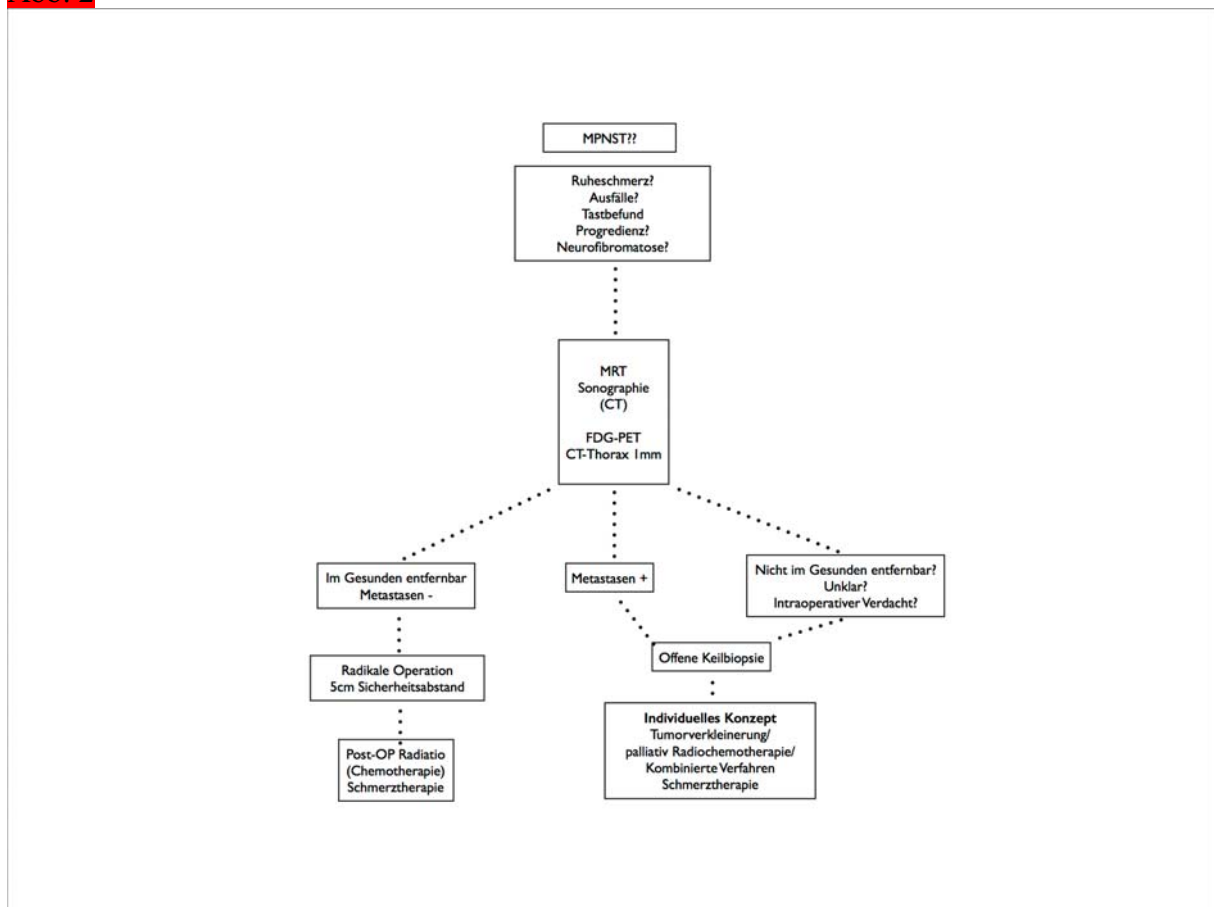 Abb. 2
MPNST??
Ruheschmerz?
Ausfälle?
Tastbefund
Progredienz?
Neurofibromatose?
MRT
Sonographie
(CT)
FDG-PET
CT-Thorax 1mm
Im Gesunden entfernbar
Metastasen -
Metastasen +
Nicht im Gesunden entfernbar?
Unklar?
Intraoperativer Verdacht?
Radikale Operation
5cm Sicherheitsabstand
Offene Keilbiopsie
Post-OP Radiatio
(Chemotherapie)
Schmerztherapie
Individuelles Konzept
Tumorverkleinerung/
palliativ Radiochemotherapie/
Kombinierte Verfahren
Schmerztherapie